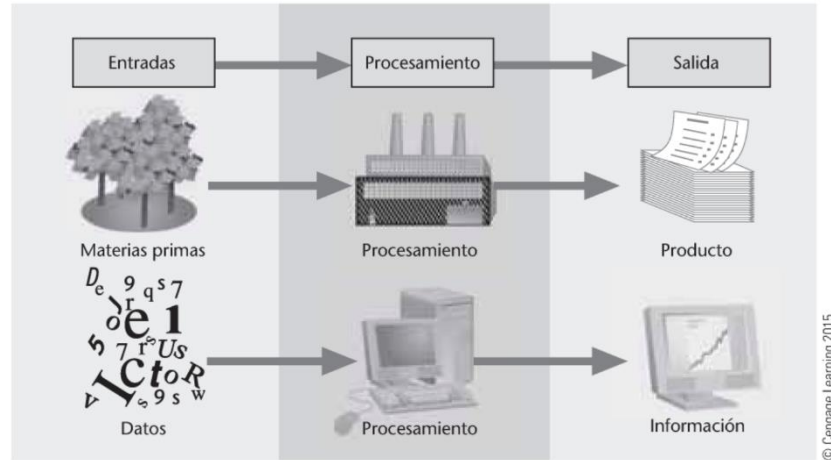 Entradas
Procesamiento
Salida
Materias primas
Procesamiento
Producto
Datos
Procesamiento
Información
© Cengage Learning 2015